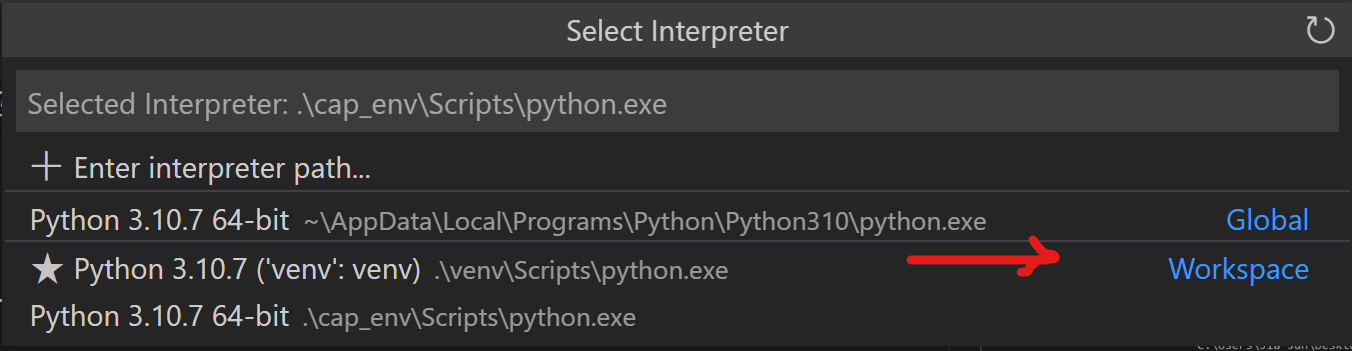 Select Interpreter
Selected Interpreter: .\cap_env\Scripts\python.exe
Enter interpreter path...
Python 3.10.7 64-bit ~\AppData\Local\Programs\Python\Python310\python.exe Global
★ Python 3.10.7 ('venv': venv) .\venv\Scripts\python.exe Workspace
Python 3.10.7 64-bit .\cap_env\Scripts\python.exe